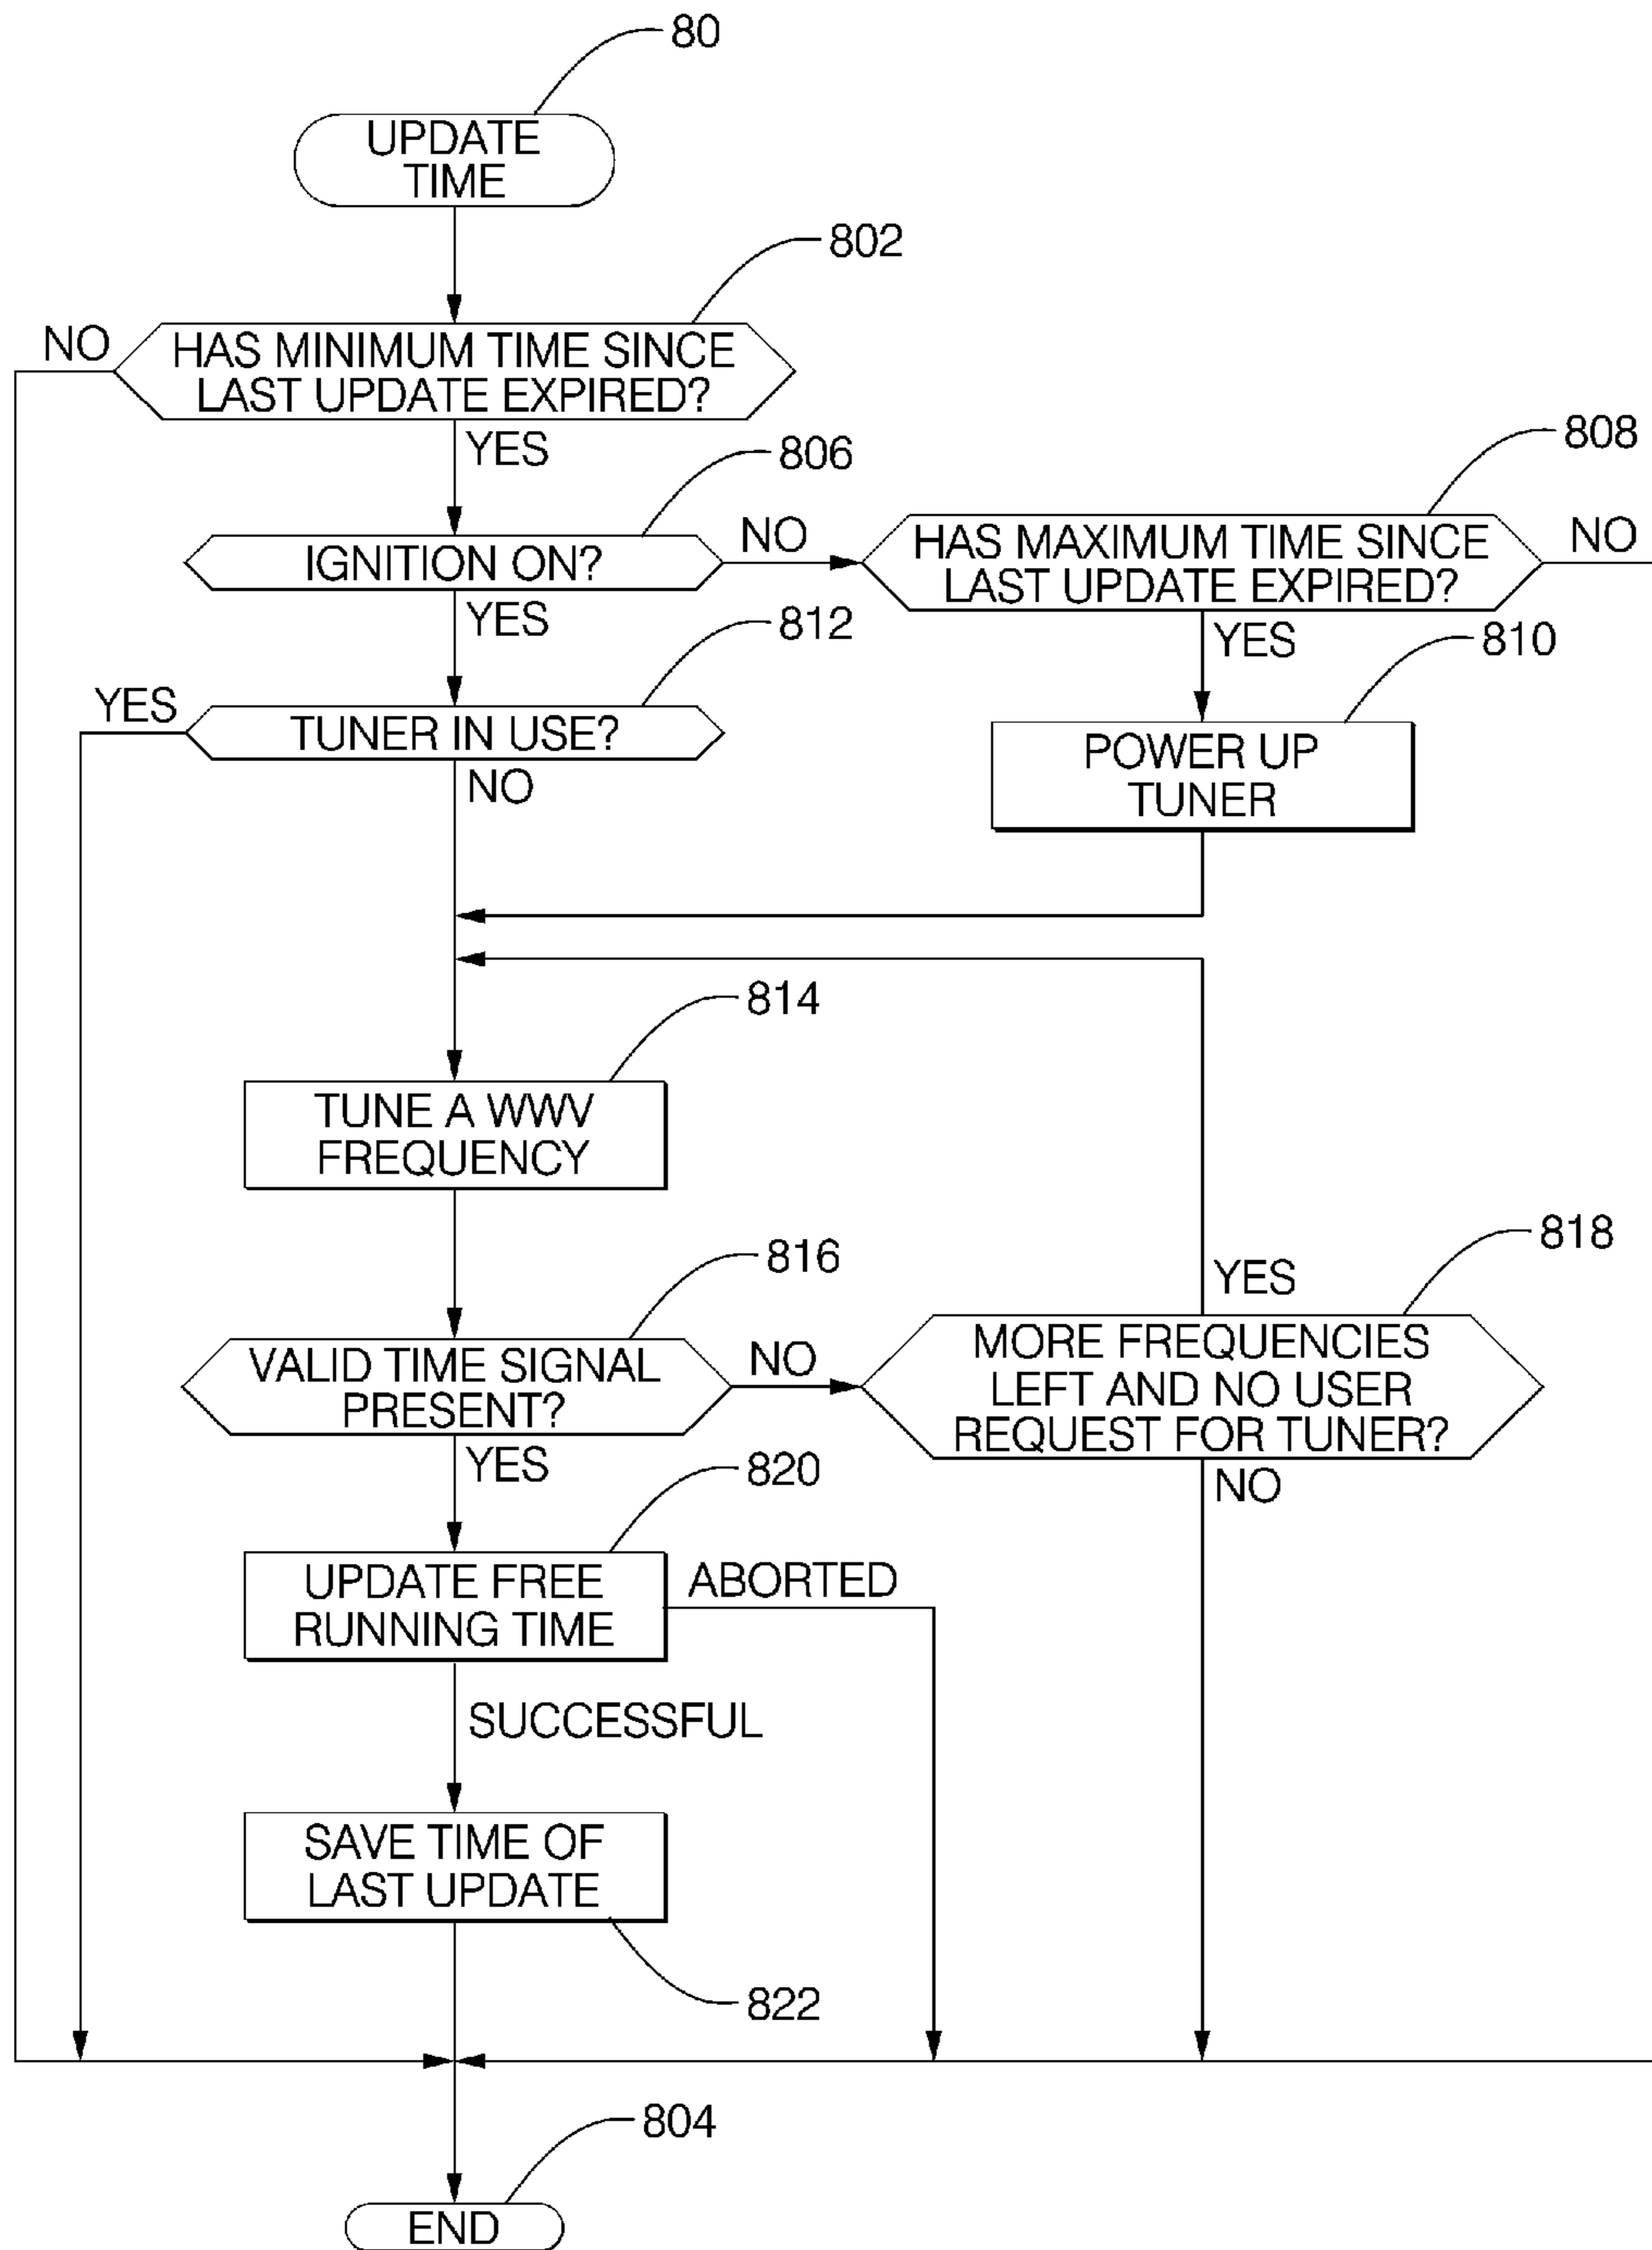 80
UPDATE
TIME
802
NO
HAS MINIMUM TIME SINCE
LAST UPDATE EXPIRED?
YES
806
808
IGNITION ON?
NO
HAS MAXIMUM TIME SINCE
LAST UPDATE EXPIRED?
NO
YES
812
YES
810
YES
TUNER IN USE?
NO
POWER UP
TUNER
814
TUNE A WWV
FREQUENCY
816
818
YES
VALID TIME SIGNAL
PRESENT?
NO
MORE FREQUENCIES
LEFT AND NO USER
REQUEST FOR TUNER?
YES
820
NO
UPDATE FREE
RUNNING TIME
ABORTED
SUCCESSFUL
SAVE TIME OF
LAST UPDATE
822
804
END